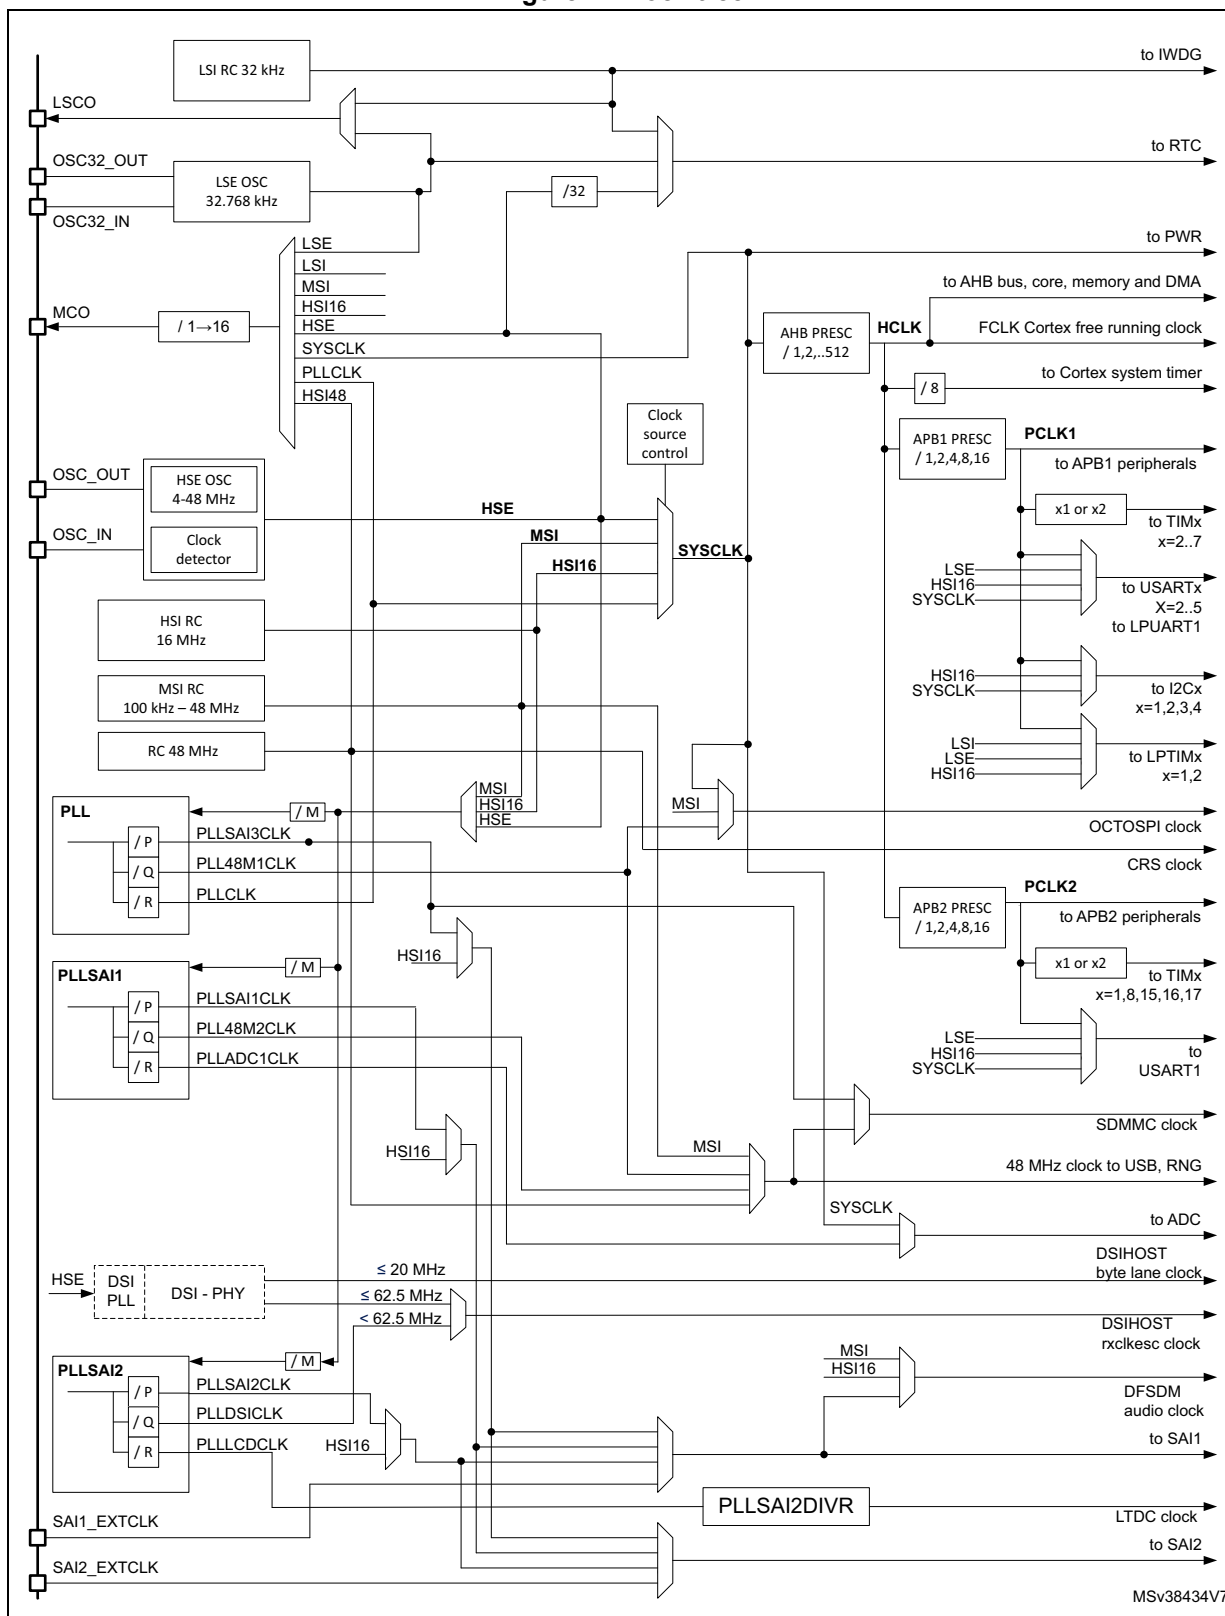 LSI RC 32 kHz
to IWDG
LSCO
to RTC
OSC32_OUT
LSE OSC
32.768 kHz
/32
OSC32_IN
to PWR
LSE
LSI
MSI
HSI16
HSE
SYSCLK
PLLCLK
HSI48
MCO
/ 1→16
to AHB bus, core, memory and DMA
AHB PRESC
/ 1,2,..512
HCLK
FCLK Cortex free running clock
to Cortex system timer
/ 8
Clock
source
control
APB1 PRESC
/ 1,2,4,8,16
PCLK1
to APB1 peripherals
x1 or x2
to TIMx
x=2..7
OSC_OUT
HSE OSC
4-48 MHz
OSC_IN
Clock
detector
HSE
MSI
HSI16
SYSCLK
LSE
HSI16
SYSCLK
to USARTx
X=2..5
to LPUART1
HSI RC
16 MHz
HSI16
SYSCLK
to I2Cx
x=1,2,3,4
MSI RC
100 kHz – 48 MHz
RC 48 MHz
LSI
LSE
HSI16
to LPTIMx
x=1,2
MSI
HSI16
HSE
MSI
OCTOSPI clock
CRS clock
PLL
/ M
/ P
/ Q
/ R
PLLSAI3CLK
PLL48M1CLK
PLLCLK
HSI16
APB2 PRESC
/ 1,2,4,8,16
PCLK2
to APB2 peripherals
x1 or x2
to TIMx
x=1,8,15,16,17
PLLSAI1
/ M
/ P
/ Q
/ R
PLLSAI1CLK
PLL48M2CLK
PLLADC1CLK
LSE
HSI16
SYSCLK
to
USART1
SDMMC clock
HSI16
MSI
48 MHz clock to USB, RNG
SYSCLK
to ADC
HSE
DSI
PLL
DSI - PHY
≤ 20 MHz
≤ 62.5 MHz
< 62.5 MHz
DSIHOST
byte lane clock
DSIHOST
rxclkesc clock
PLLSAI2
/ M
/ P
/ Q
/ R
PLLSAI2CLK
PLLDSICLK
PLLLCDCLK
HSI16
MSI
HSI16
DFSDM
audio clock
to SAI1
PLLSAI2DIVR
LTDC clock
SAI1_EXTCLK
to SAI2
SAI2_EXTCLK
MSv38434V7